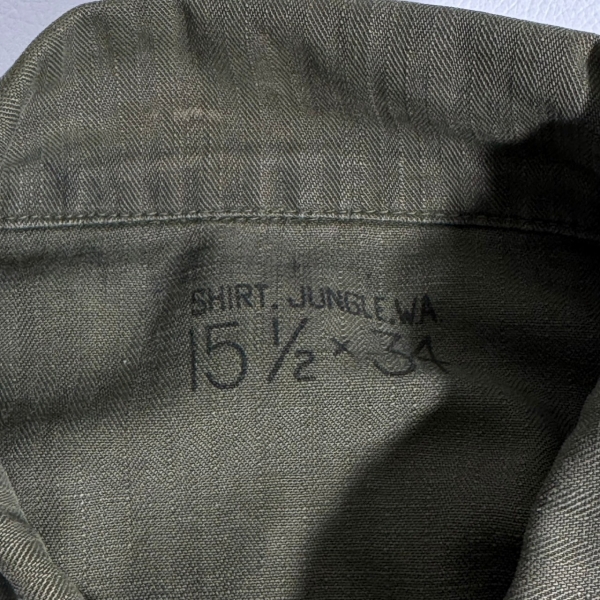 SHIRT, JUNGLE, WA.
15 ½ x 34